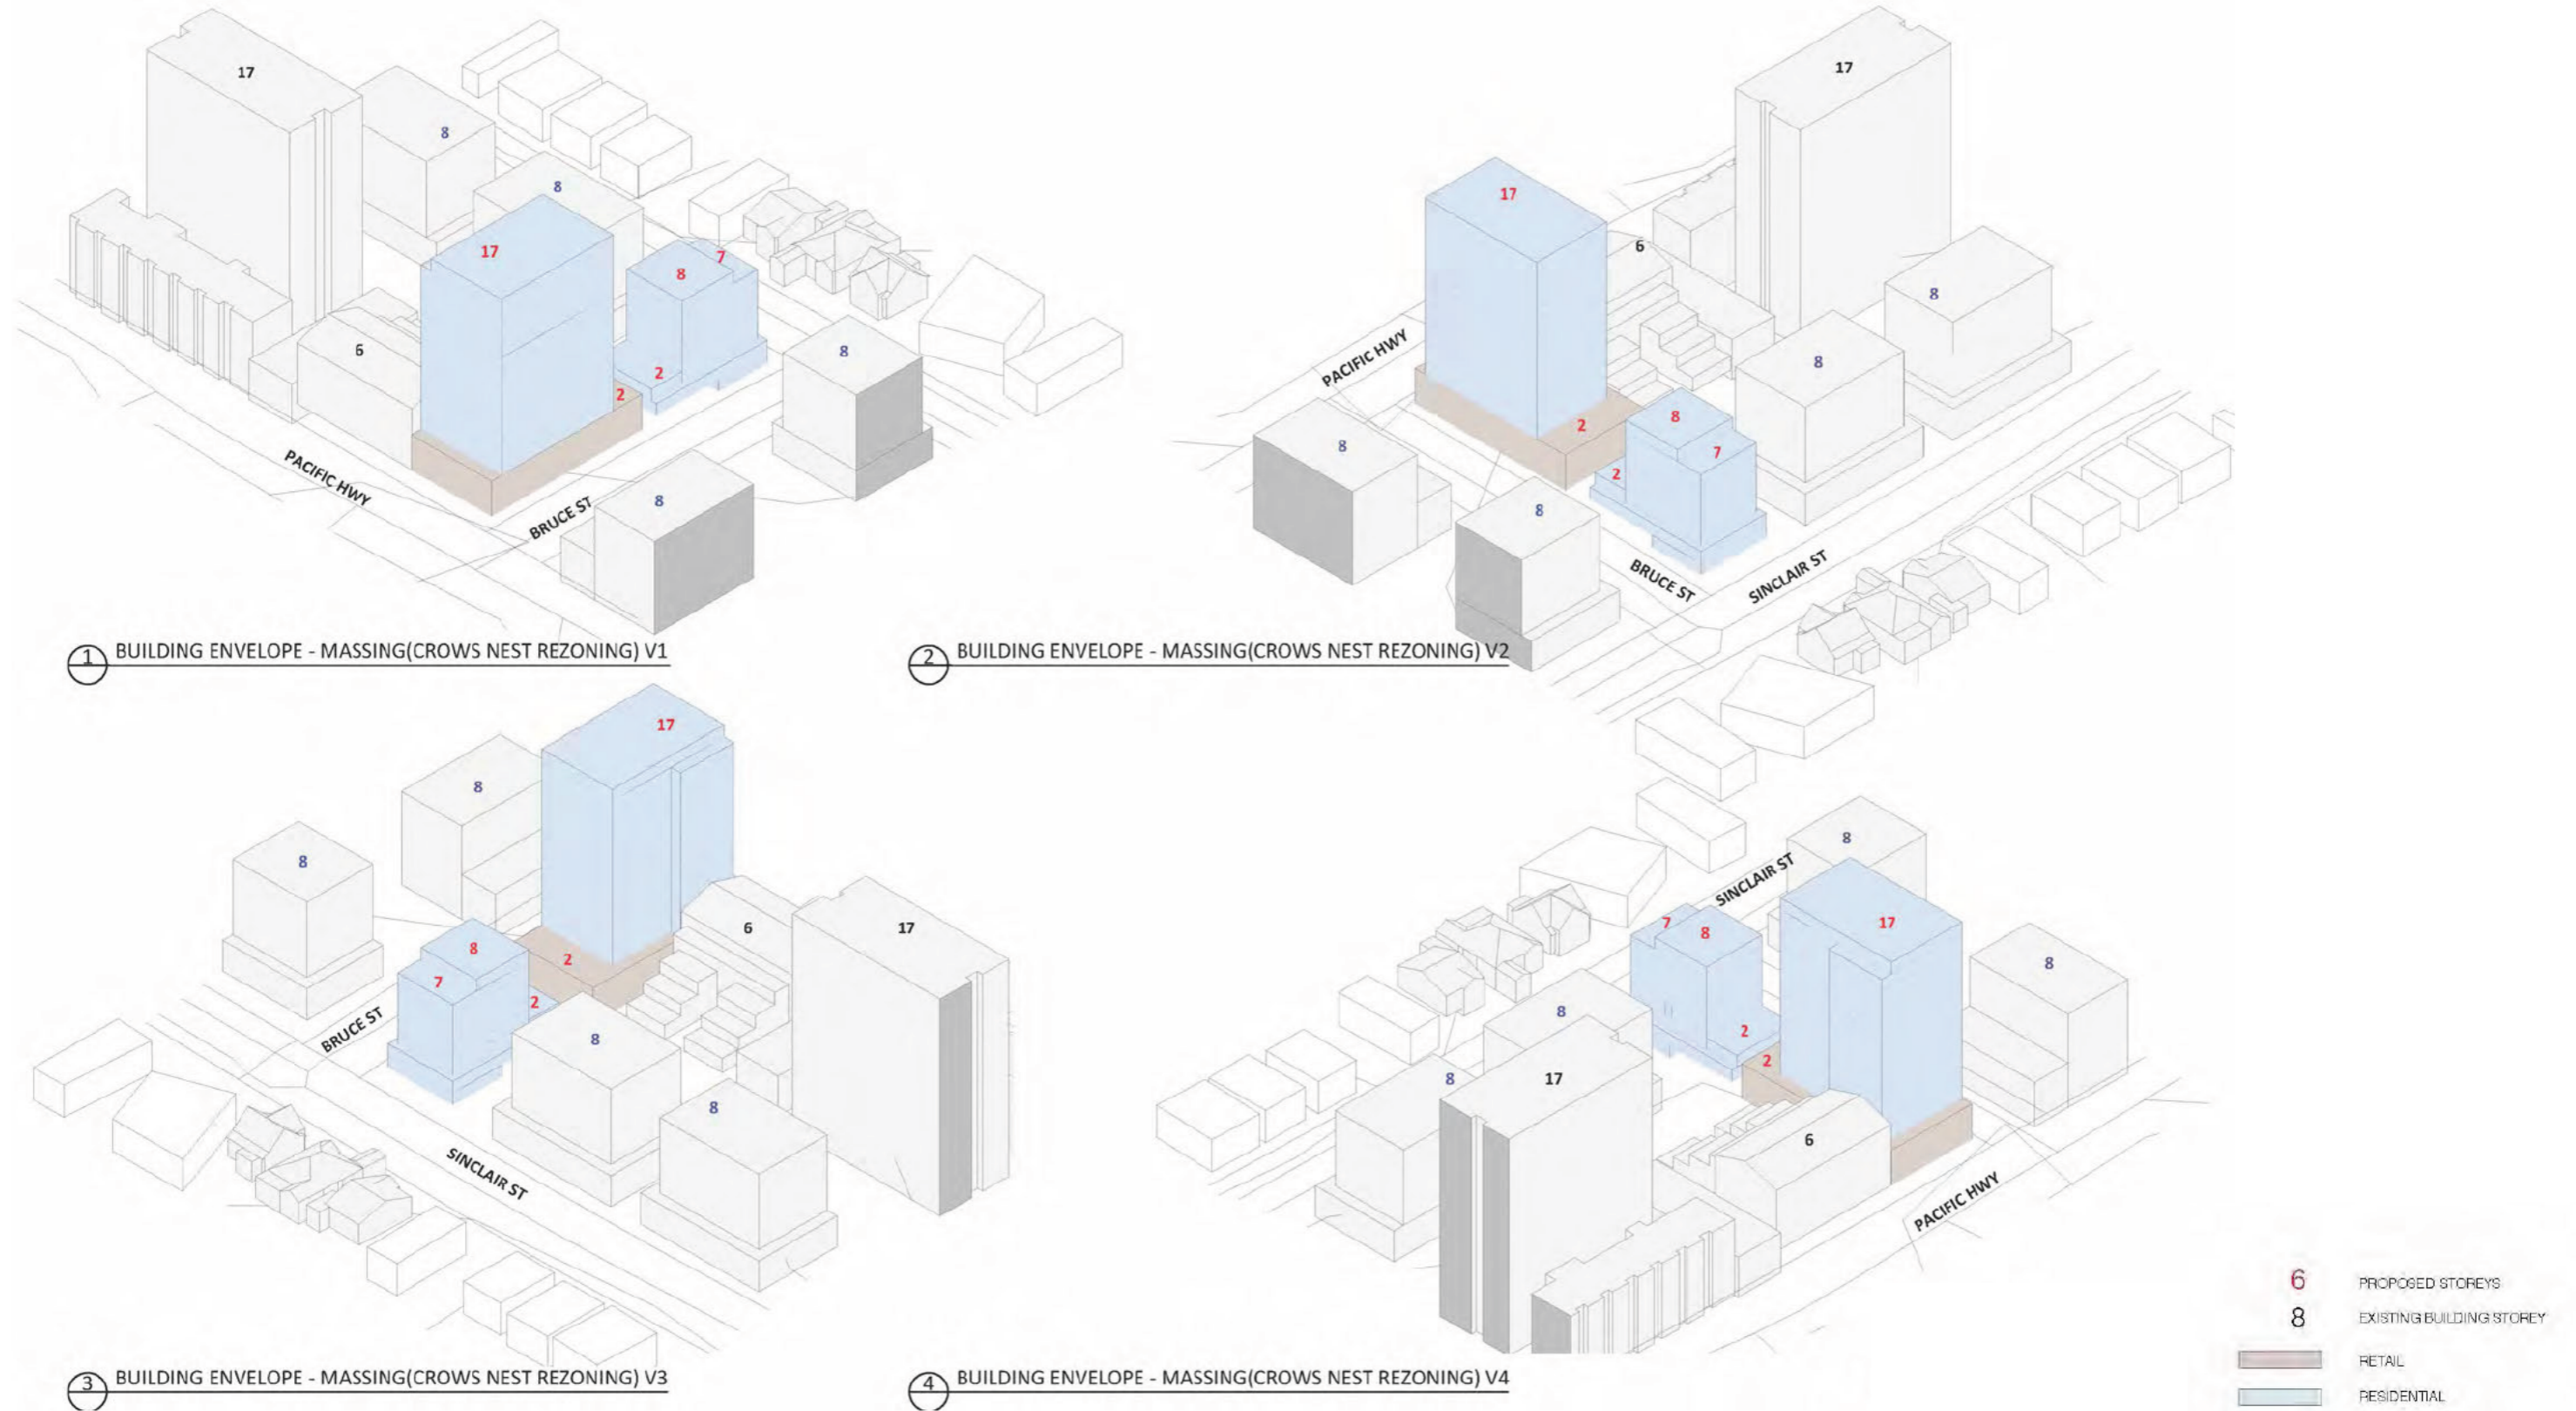 17
8
8
17
7
8
8
6
2
2
PACIFIC HWY
BRUCE ST
8
1 BUILDING ENVELOPE - MASSING(CROWS NEST REZONING) V1
17
17
6
8
PACIFIC HWY
8
8
2
8
7
2
8
BRUCE ST
SINCLAIR ST
2 BUILDING ENVELOPE - MASSING(CROWS NEST REZONING) V2
17
8
8
6
17
8
2
7
2
BRUCE ST
8
8
SINCLAIR ST
3 BUILDING ENVELOPE - MASSING(CROWS NEST REZONING) V3
8
SINCLAIR ST
7
8
17
8
8
2
2
8
17
6
PACIFIC HWY
4 BUILDING ENVELOPE - MASSING(CROWS NEST REZONING) V4
6 PROPOSED STOREYS
8 EXISTING BUILDING STOREY
RETAIL
RESIDENTIAL